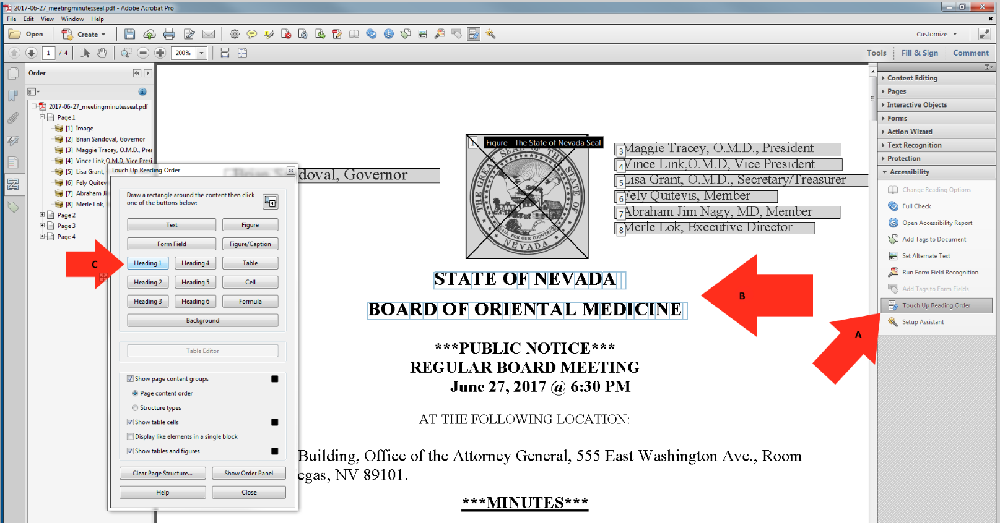 2017-06-27_meetingminutesseal.pdf - Adobe Acrobat Pro
File Edit View Window Help
Open Create Customize
1 / 4 200% Tools Fill & Sign Comment
Order
2017-06-27_meetingminutesseal.pdf
Page 1
[1] Image
[2] Brian Sandoval, Governor
[3] Maggie Tracey, O.M.D., Pre
[4] Vince Link,O.M.D, Vice Presid
[5] Lisa Grant,
[6] Fely Quitev
[7] Abraham Ji
[8] Merle Lok,
Page 2
Page 3
Page 4
Touch Up Reading Order
Draw a rectangle around the content then click
one of the buttons below:
Text Figure
Form Field Figure/Caption
Heading 1 Heading 4 Table
Heading 2 Heading 5 Cell
Heading 3 Heading 6 Formula
Background
Table Editor
Show page content groups
Page content order
Structure types
Show table cells
Display like elements in a single block
Show tables and figures
Clear Page Structure... Show Order Panel
Help Close
C
doval, Governor
1 Figure - The State of Nevada Seal
THE GREAT SEAL OF THE STATE OF
ALL FOR OUR COUNTRY
NEVADA
3 Maggie Tracey, O.M.D., President
4 Vince Link,O.M.D, Vice President
5 Lisa Grant, O.M.D., Secretary/Treasurer
6 Fely Quitevis, Member
7 Abraham Jim Nagy, MD, Member
8 Merle Lok, Executive Director
STATE OF NEVADA
BOARD OF ORIENTAL MEDICINE
***PUBLIC NOTICE***
REGULAR BOARD MEETING
June 27, 2017 @ 6:30 PM
AT THE FOLLOWING LOCATION:
Building, Office of the Attorney General, 555 East Washington Ave., Room
egas, NV 89101.
***MINUTES***
B
Content Editing
Pages
Interactive Objects
Forms
Action Wizard
Text Recognition
Protection
Accessibility
Change Reading Options
Full Check
Open Accessibility Report
Add Tags to Document
Set Alternate Text
Run Form Field Recognition
Add Tags to Form Fields
Touch Up Reading Order
Setup Assistant
A